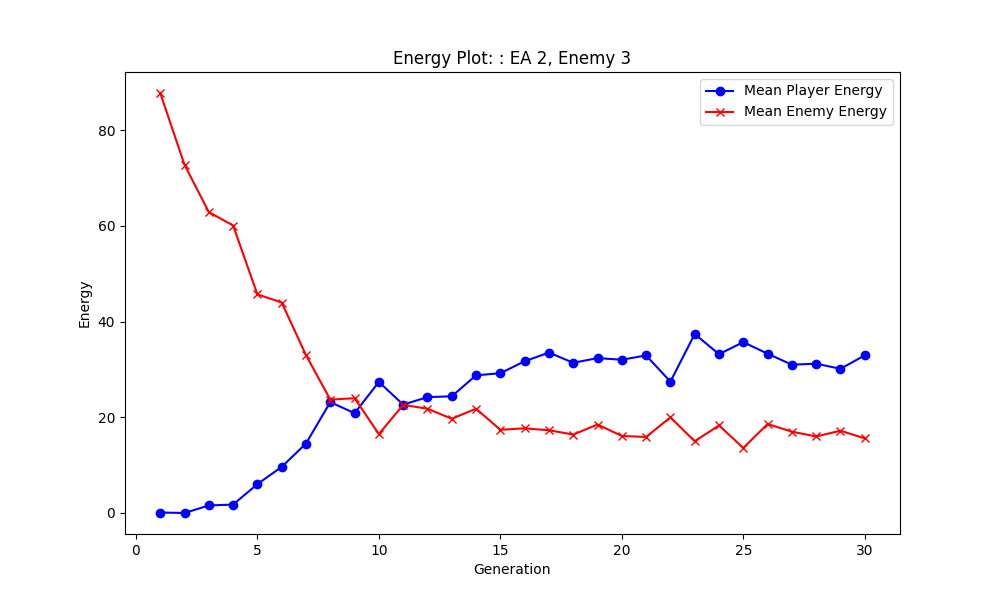 Energy Plot: : EA 2, Enemy 3
Mean Player Energy
Mean Enemy Energy
80
60
40
20
0
Energy
0 5 10 15 20 25 30
Generation